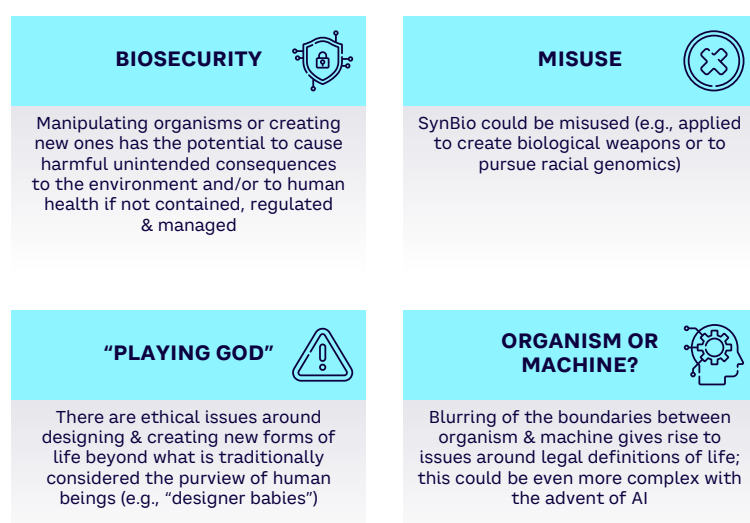 BIOSECURITY
Manipulating organisms or creating
new ones has the potential to cause
harmful unintended consequences
to the environment and/or to human
health if not contained, regulated
& managed
MISUSE
SynBio could be misused (e.g., applied
to create biological weapons or to
pursue racial genomics)
“PLAYING GOD”
There are ethical issues around
designing & creating new forms of
life beyond what is traditionally
considered the purview of human
beings (e.g., “designer babies”)
ORGANISM OR
MACHINE?
Blurring of the boundaries between
organism & machine gives rise to
issues around legal definitions of life;
this could be even more complex with
the advent of AI